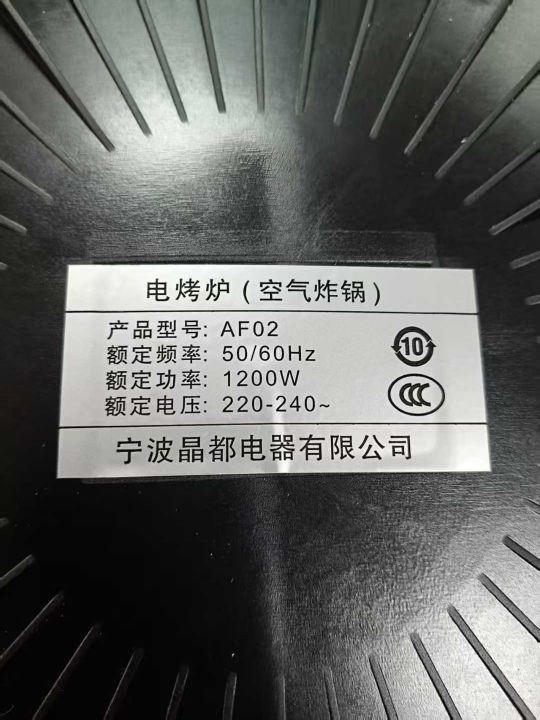 电烤炉(空气炸锅)
产品型号: AF02
额定频率: 50/60Hz
额定功率: 1200W
额定电压: 220-240~
10
CCC
宁波晶都电器有限公司